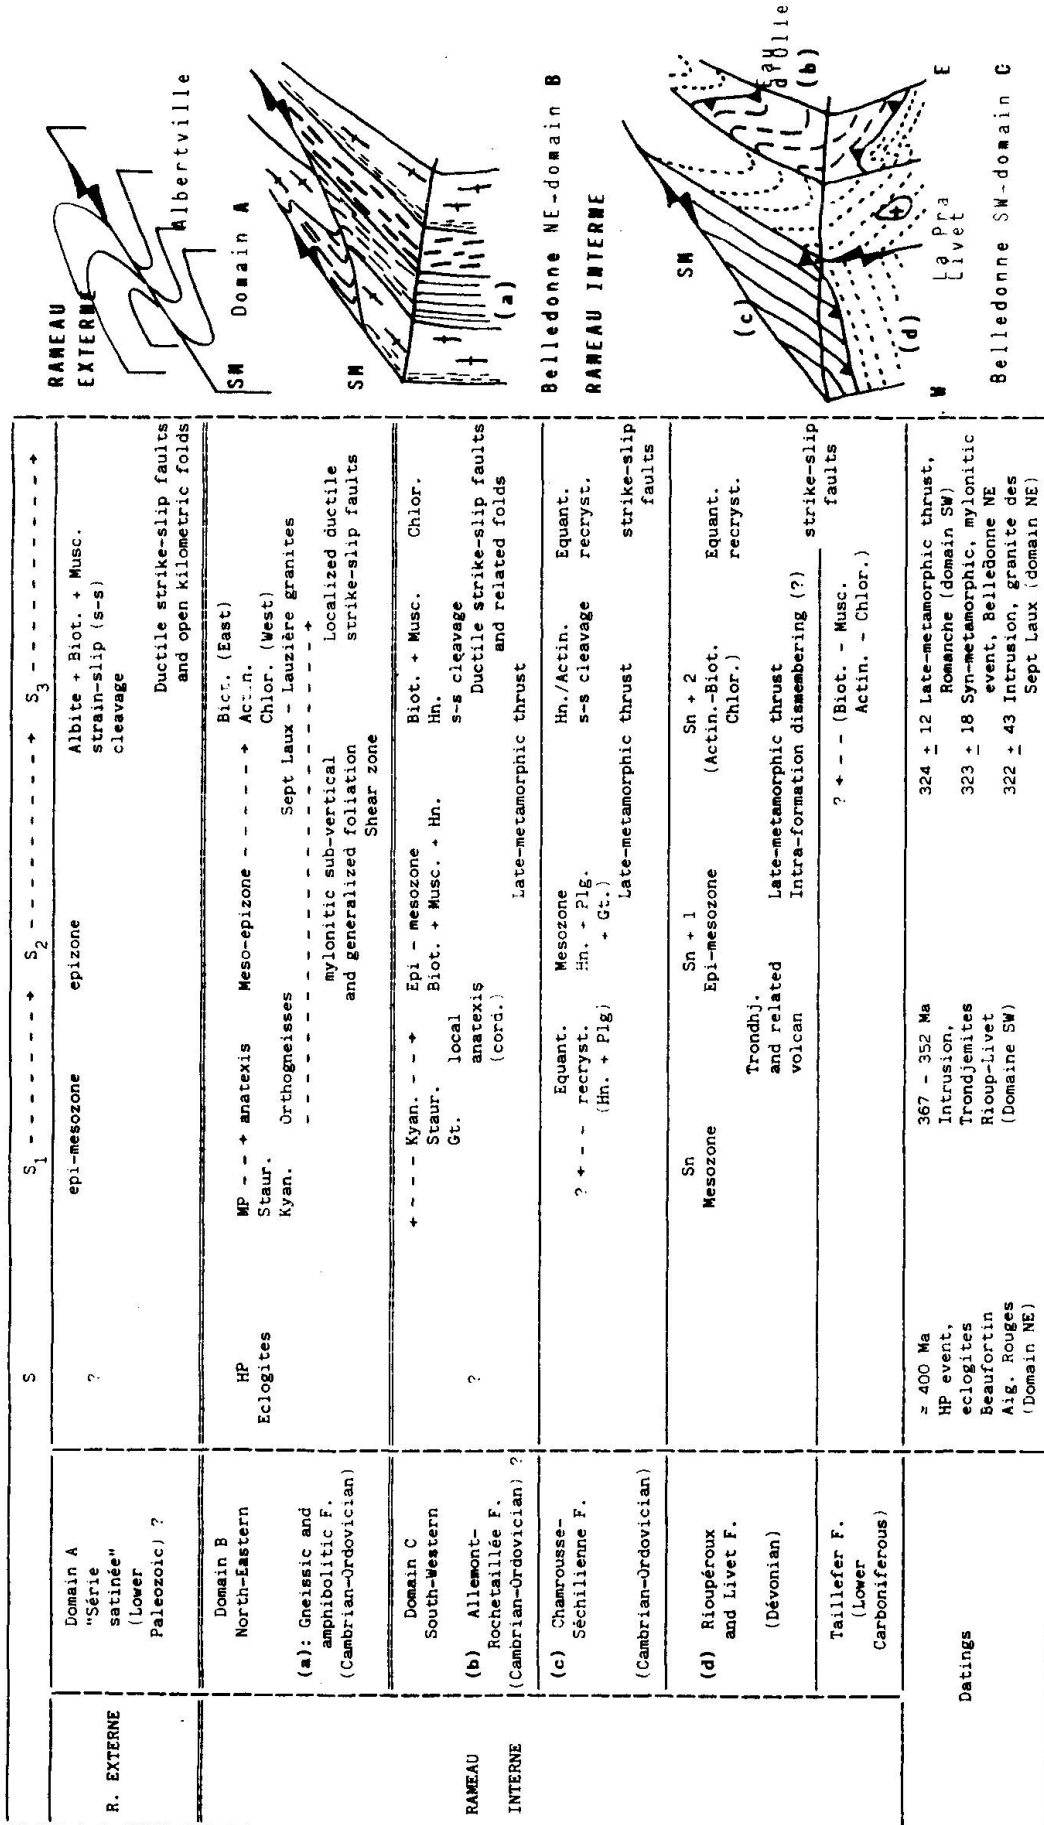 S S₁ - - - - - → S₂ - - - - - - - - → S₃ - - - - - - - →
R. EXTERNE
Domain A
"Série
satinée"
(Lower
Paleozoic) ?
?
epi-mesozone
epizone
Albite + Biot. + Musc.
strain-slip (s-s)
cleavage
Ductile strike-slip faults
and open kilometric folds
RAMEAU
INTERNE
Domain B
North-Eastern
(a): Gneissic and
amphibolitic F.
(Cambrian-Ordovician)
HP
Eclogites
MP - - → anatexis
Staur.
Kyan.
Orthogneisses
Meso-epizone - - - - - →
Biot. (East)
Actin.
Chlor. (West)
Sept Laux - Lauzière granites
mylonitic sub-vertical
and generalized foliation
Shear zone
Localized ductile
strike-slip faults
Domain C
South-Western
(b) Allemont-
Rochetaillée F.
(Cambrian-Ordovician) ?
?
← - - - Kyan. - - →
Staur.
Gt.
local
anatexis
(cord.)
Epi - mesozone
Biot. + Musc. + Hn.
Late-metamorphic thrust
Biot. + Musc.
Hn.
s-s cleavage
Chlor.
Ductile strike-slip faults
and related folds
(c) Chamrousse-
Séchilienne F.
(Cambrian-Ordovician)
Equant.
? ← - - recryst.
(Hn. + Plg)
Mesozone
Hn. + Plg.
+ Gt.)
Late-metamorphic thrust
Hn./Actin.
s-s cleavage
Equant.
recryst.
strike-slip
faults
(d) Rioupéroux
and Livet F.
(Dévonian)
Sn
Mesozone
Trondhj.
and related
volcan
Sn + 1
Epi-mesozone
Late-metamorphic thrust
Intra-formation dismembering (?)
Sn + 2
(Actin.-Biot.
Chlor.)
Equant.
recryst.
strike-slip
faults
Taillefer F.
(Lower
Carboniferous)
? ← - - (Biot. - Musc.
Actin. - Chlor.)
Datings
≃ 400 Ma
HP event,
eclogites
Beaufortin
Aig. Rouges
(Domain NE)
367 - 352 Ma
Intrusion,
Trondjemites
Rioup-Livet
(Domaine SW)
324 ± 12 Late-metamorphic thrust,
Romanche (domain SW)
323 ± 18 Syn-metamorphic, mylonitic
event, Belledonne NE
322 ± 43 Intrusion, granite des
Sept Laux (domain NE)
RAMEAU
EXTERNE
Albertville
SM
Domain A
SM
(a)
Belledonne NE-domain B
RAMEAU INTERNE
SM
(c)
(d)
(b)
W
La Pra
Livet
E
Belledonne SW-domain C